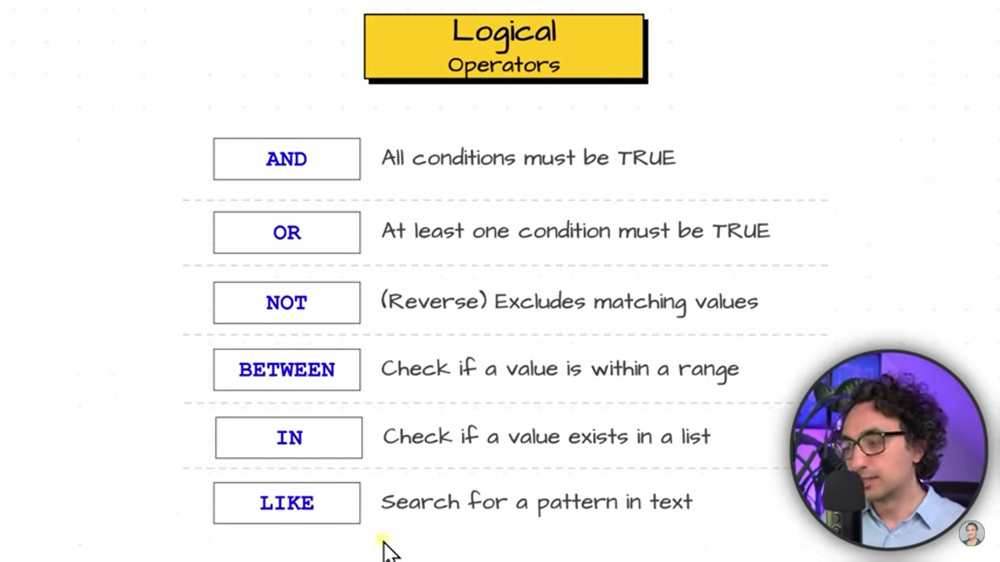 Logical
Operators
AND All conditions must be TRUE
OR At least one condition must be TRUE
NOT (Reverse) Excludes matching values
BETWEEN Check if a value is within a range
IN Check if a value exists in a list
LIKE Search for a pattern in text